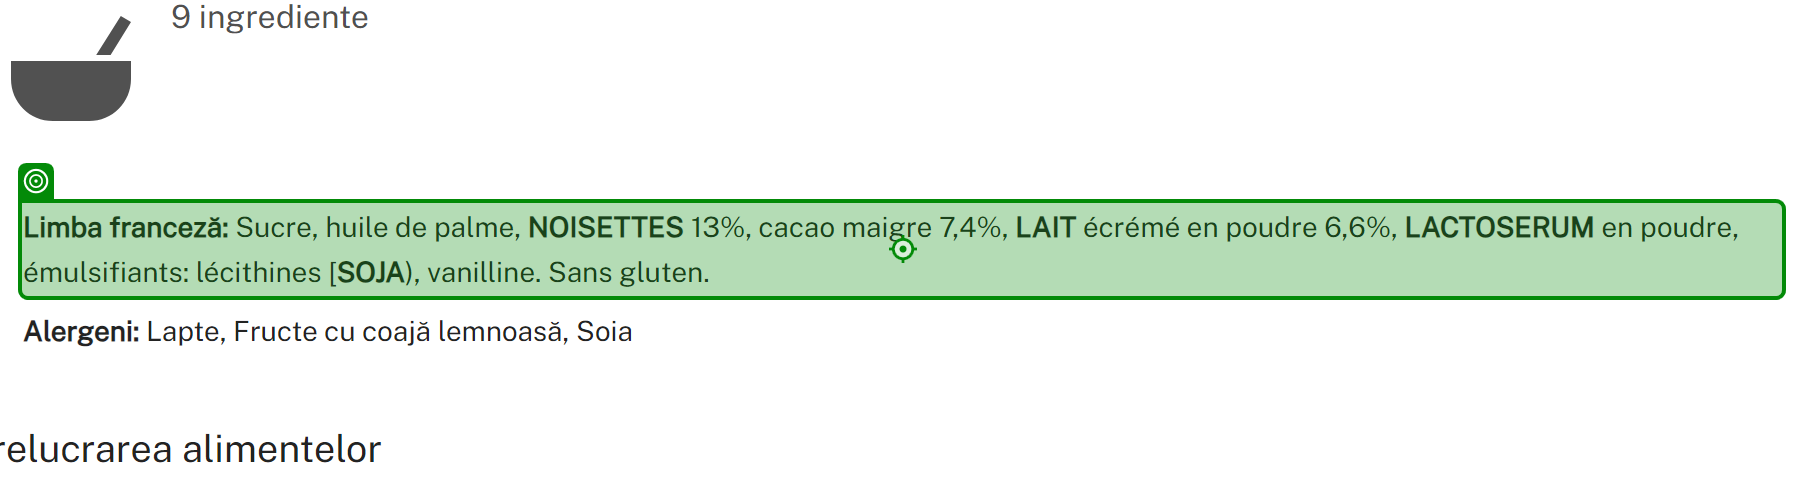 9 ingrediente
Limba franceză: Sucre, huile de palme, NOISETTES 13%, cacao maigre 7,4%, LAIT écrémé en poudre 6,6%, LACTOSERUM en poudre,
émulsifiants: lécithines [SOJA), vanilline. Sans gluten.
Alergeni: Lapte, Fructe cu coajă lemnoasă, Soia
relucrarea alimentelor